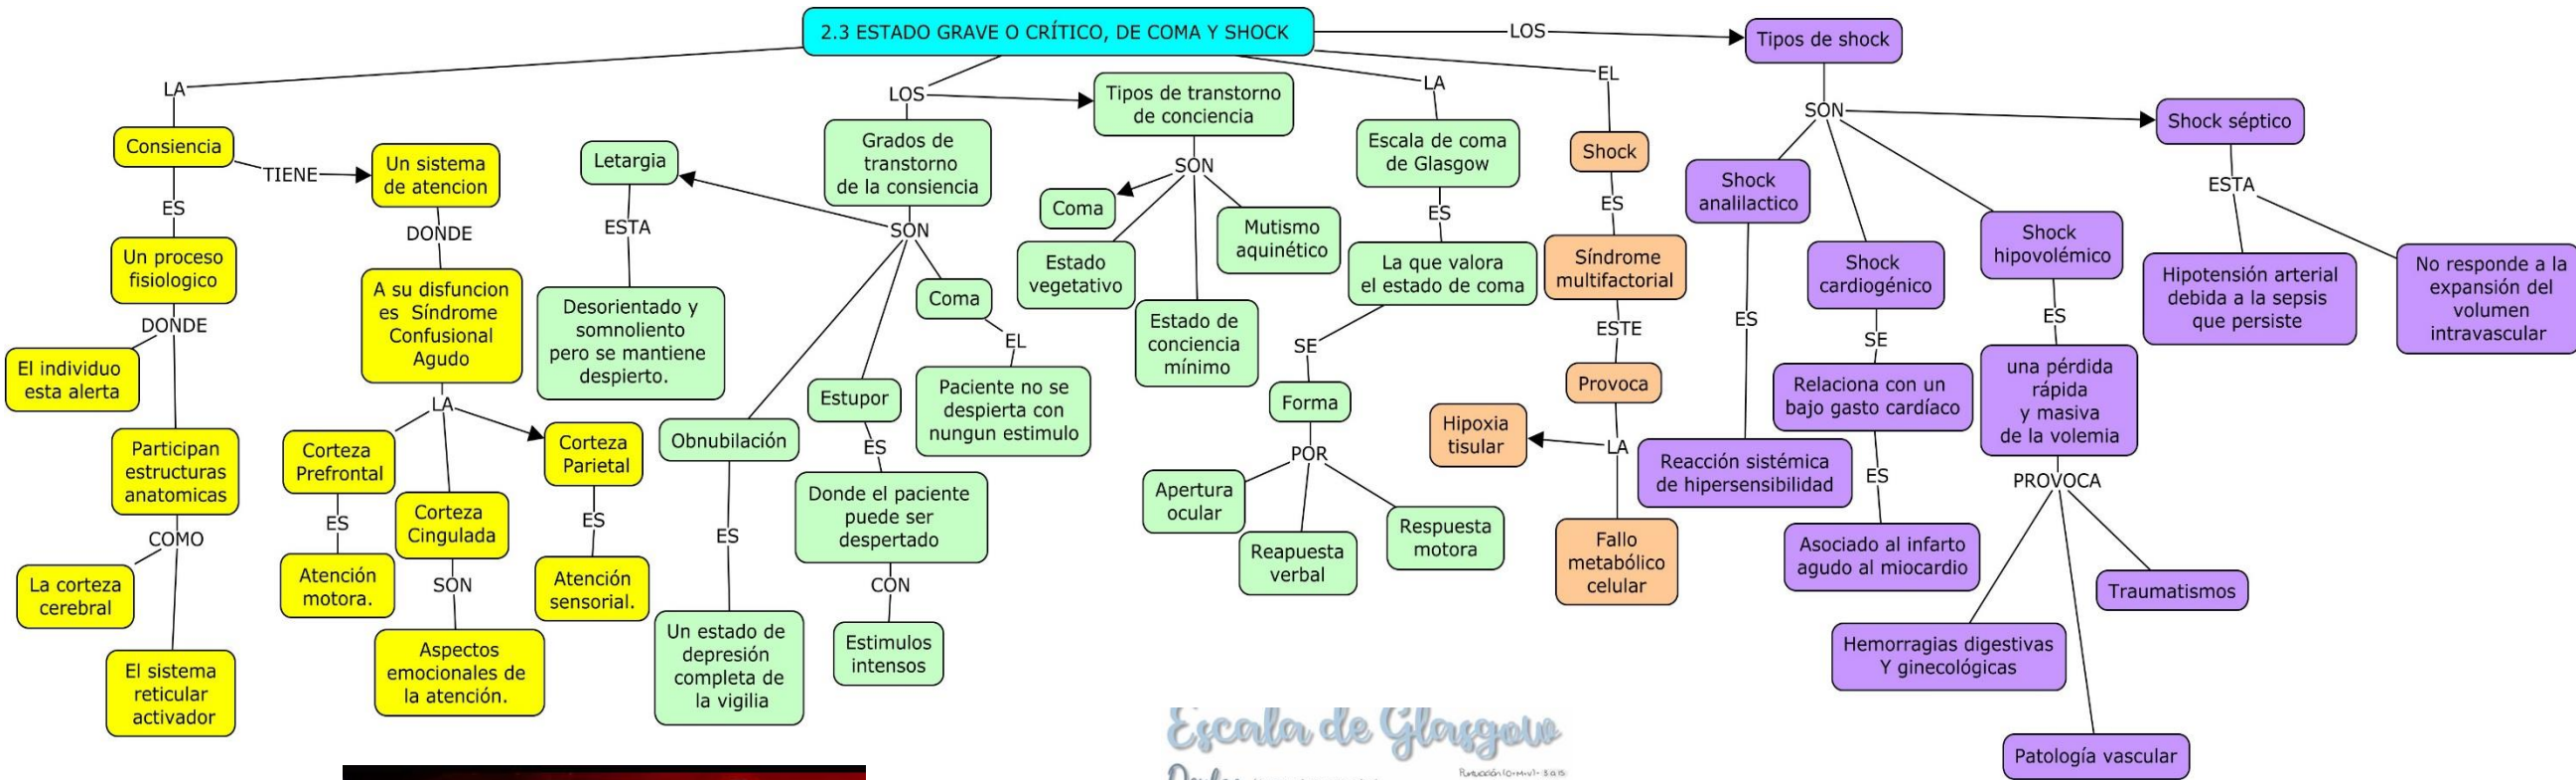 2.3 ESTADO GRAVE O CRÍTICO, DE COMA Y SHOCK
LA
Consiencia
ES
Un proceso
fisiologico
DONDE
El individuo
esta alerta
Participan
estructuras
anatomicas
COMO
La corteza
cerebral
El sistema
reticular
activador
TIENE
Un sistema
de atencion
DONDE
A su disfuncion
es Síndrome
Confusional
Agudo
LA
Corteza
Prefrontal
ES
Atención
motora.
Corteza
Cingulada
SON
Aspectos
emocionales de
la atención.
Corteza
Parietal
ES
Atención
sensorial.
LOS
Grados de
transtorno
de la consiencia
SON
Letargia
ESTA
Desorientado y
somnoliento
pero se mantiene
despierto.
Obnubilación
ES
Un estado de
depresión
completa de
la vigilia
Estupor
ES
Donde el paciente
puede ser
despertado
CON
Estimulos
intensos
Coma
EL
Paciente no se
despierta con
nungun estimulo
Tipos de transtorno
de conciencia
SON
Coma
Estado
vegetativo
Estado de
conciencia
mínimo
Mutismo
aquinético
LA
Escala de coma
de Glasgow
ES
La que valora
el estado de coma
SE
Forma
POR
Apertura
ocular
Reapuesta
verbal
Respuesta
motora
EL
Shock
ES
Síndrome
multifactorial
ESTE
Provoca
LA
Hipoxia
tisular
Fallo
metabólico
celular
LOS
Tipos de shock
SON
Shock
analilactico
ES
Reacción sistémica
de hipersensibilidad
Shock
cardiogénico
SE
Relaciona con un
bajo gasto cardíaco
ES
Asociado al infarto
agudo al miocardio
Shock
hipovolémico
ES
una pérdida
rápida
y masiva
de la volemia
PROVOCA
Hemorragias digestivas
Y ginecológicas
Patología vascular
Traumatismos
Shock séptico
ESTA
Hipotensión arterial
debida a la sepsis
que persiste
No responde a la
expansión del
volumen
intravascular
Escala de Glasgow